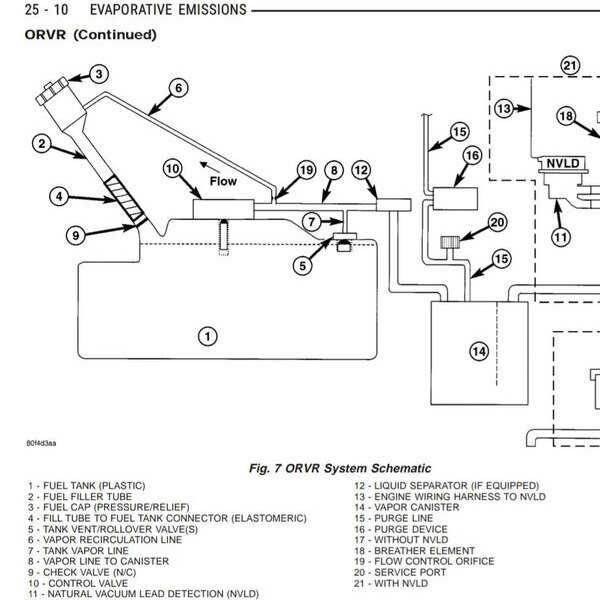 25 - 10 EVAPORATIVE EMISSIONS
ORVR (Continued)
3
21
6
13
2
15
18
16
NVLD
10
19
8
12
Flow
4
7
20
9
11
5
15
1
14
80f4d3aa
Fig. 7 ORVR System Schematic
1 - FUEL TANK (PLASTIC)
2 - FUEL FILLER TUBE
3 - FUEL CAP (PRESSURE/RELIEF)
4 - FILL TUBE TO FUEL TANK CONNECTOR (ELASTOMERIC)
5 - TANK VENT/ROLLOVER VALVE(S)
6 - VAPOR RECIRCULATION LINE
7 - TANK VAPOR LINE
8 - VAPOR LINE TO CANISTER
9 - CHECK VALVE (N/C)
10 - CONTROL VALVE
11 - NATURAL VACUUM LEAD DETECTION (NVLD)
12 - LIQUID SEPARATOR (IF EQUIPPED)
13 - ENGINE WIRING HARNESS TO NVLD
14 - VAPOR CANISTER
15 - PURGE LINE
16 - PURGE DEVICE
17 - WITHOUT NVLD
18 - BREATHER ELEMENT
19 - FLOW CONTROL ORIFICE
20 - SERVICE PORT
21 - WITH NVLD